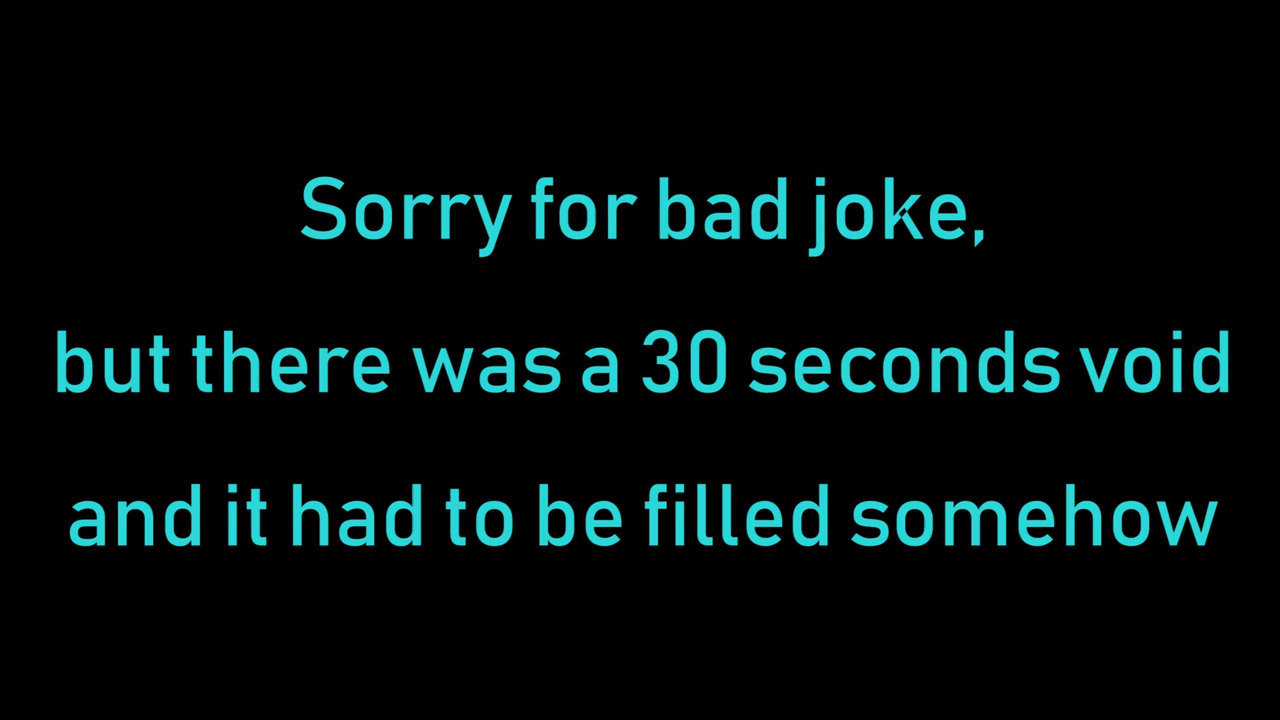 Sorry for bad joke,
but there was a 30 seconds void
and it had to be filled somehow